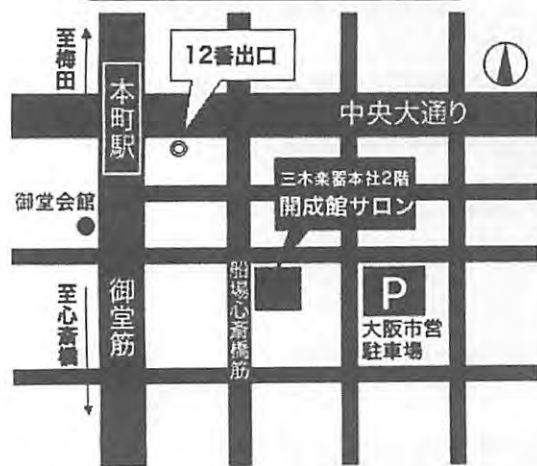 至梅田
12番出口
本町駅
中央大通り
三木楽器本社2階
開成館サロン
御堂会館
至心斎橋
御堂筋
船場心斎橋筋
P
大阪市営
駐車場